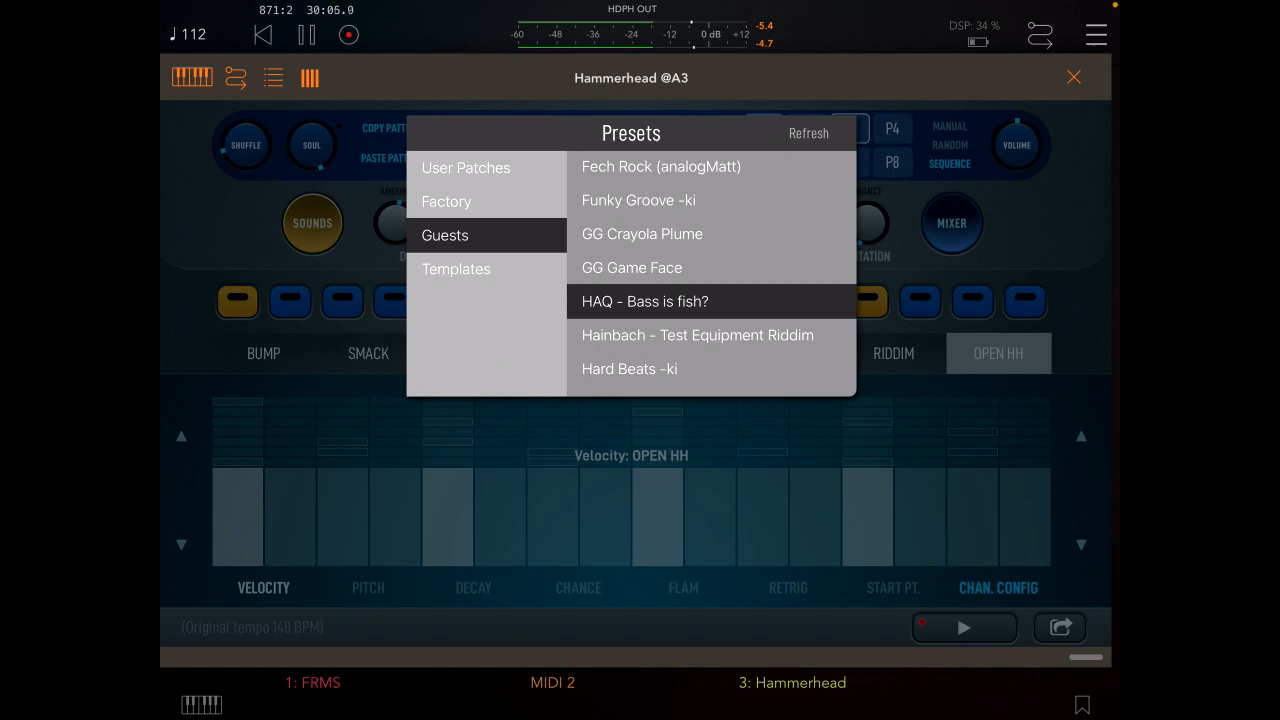 871:2 30:05.9
HDPH OUT
♩112
-60 -48 -36 -24 -12 0 dB +12
-5.4
-4.7
DSP: 34 %
Hammerhead @A3
SHUFFLE
SOUL
COPY PATT
PASTE PATT
Presets
Refresh
P4
P8
MANUAL
RANDOM
SEQUENCE
VOLUME
User Patches
Factory
Guests
Templates
Fech Rock (analogMatt)
Funky Groove -ki
GG Crayola Plume
GG Game Face
HAQ - Bass is fish?
Hainbach - Test Equipment Riddim
Hard Beats -ki
SOUNDS
MIXER
BUMP
SMACK
RIDDIM
OPEN HH
Velocity: OPEN HH
VELOCITY PITCH DECAY CHANCE FLAM RETRIG START PT. CHAN. CONFIG
(Original tempo 140 BPM)
1: FRMS MIDI 2 3: Hammerhead